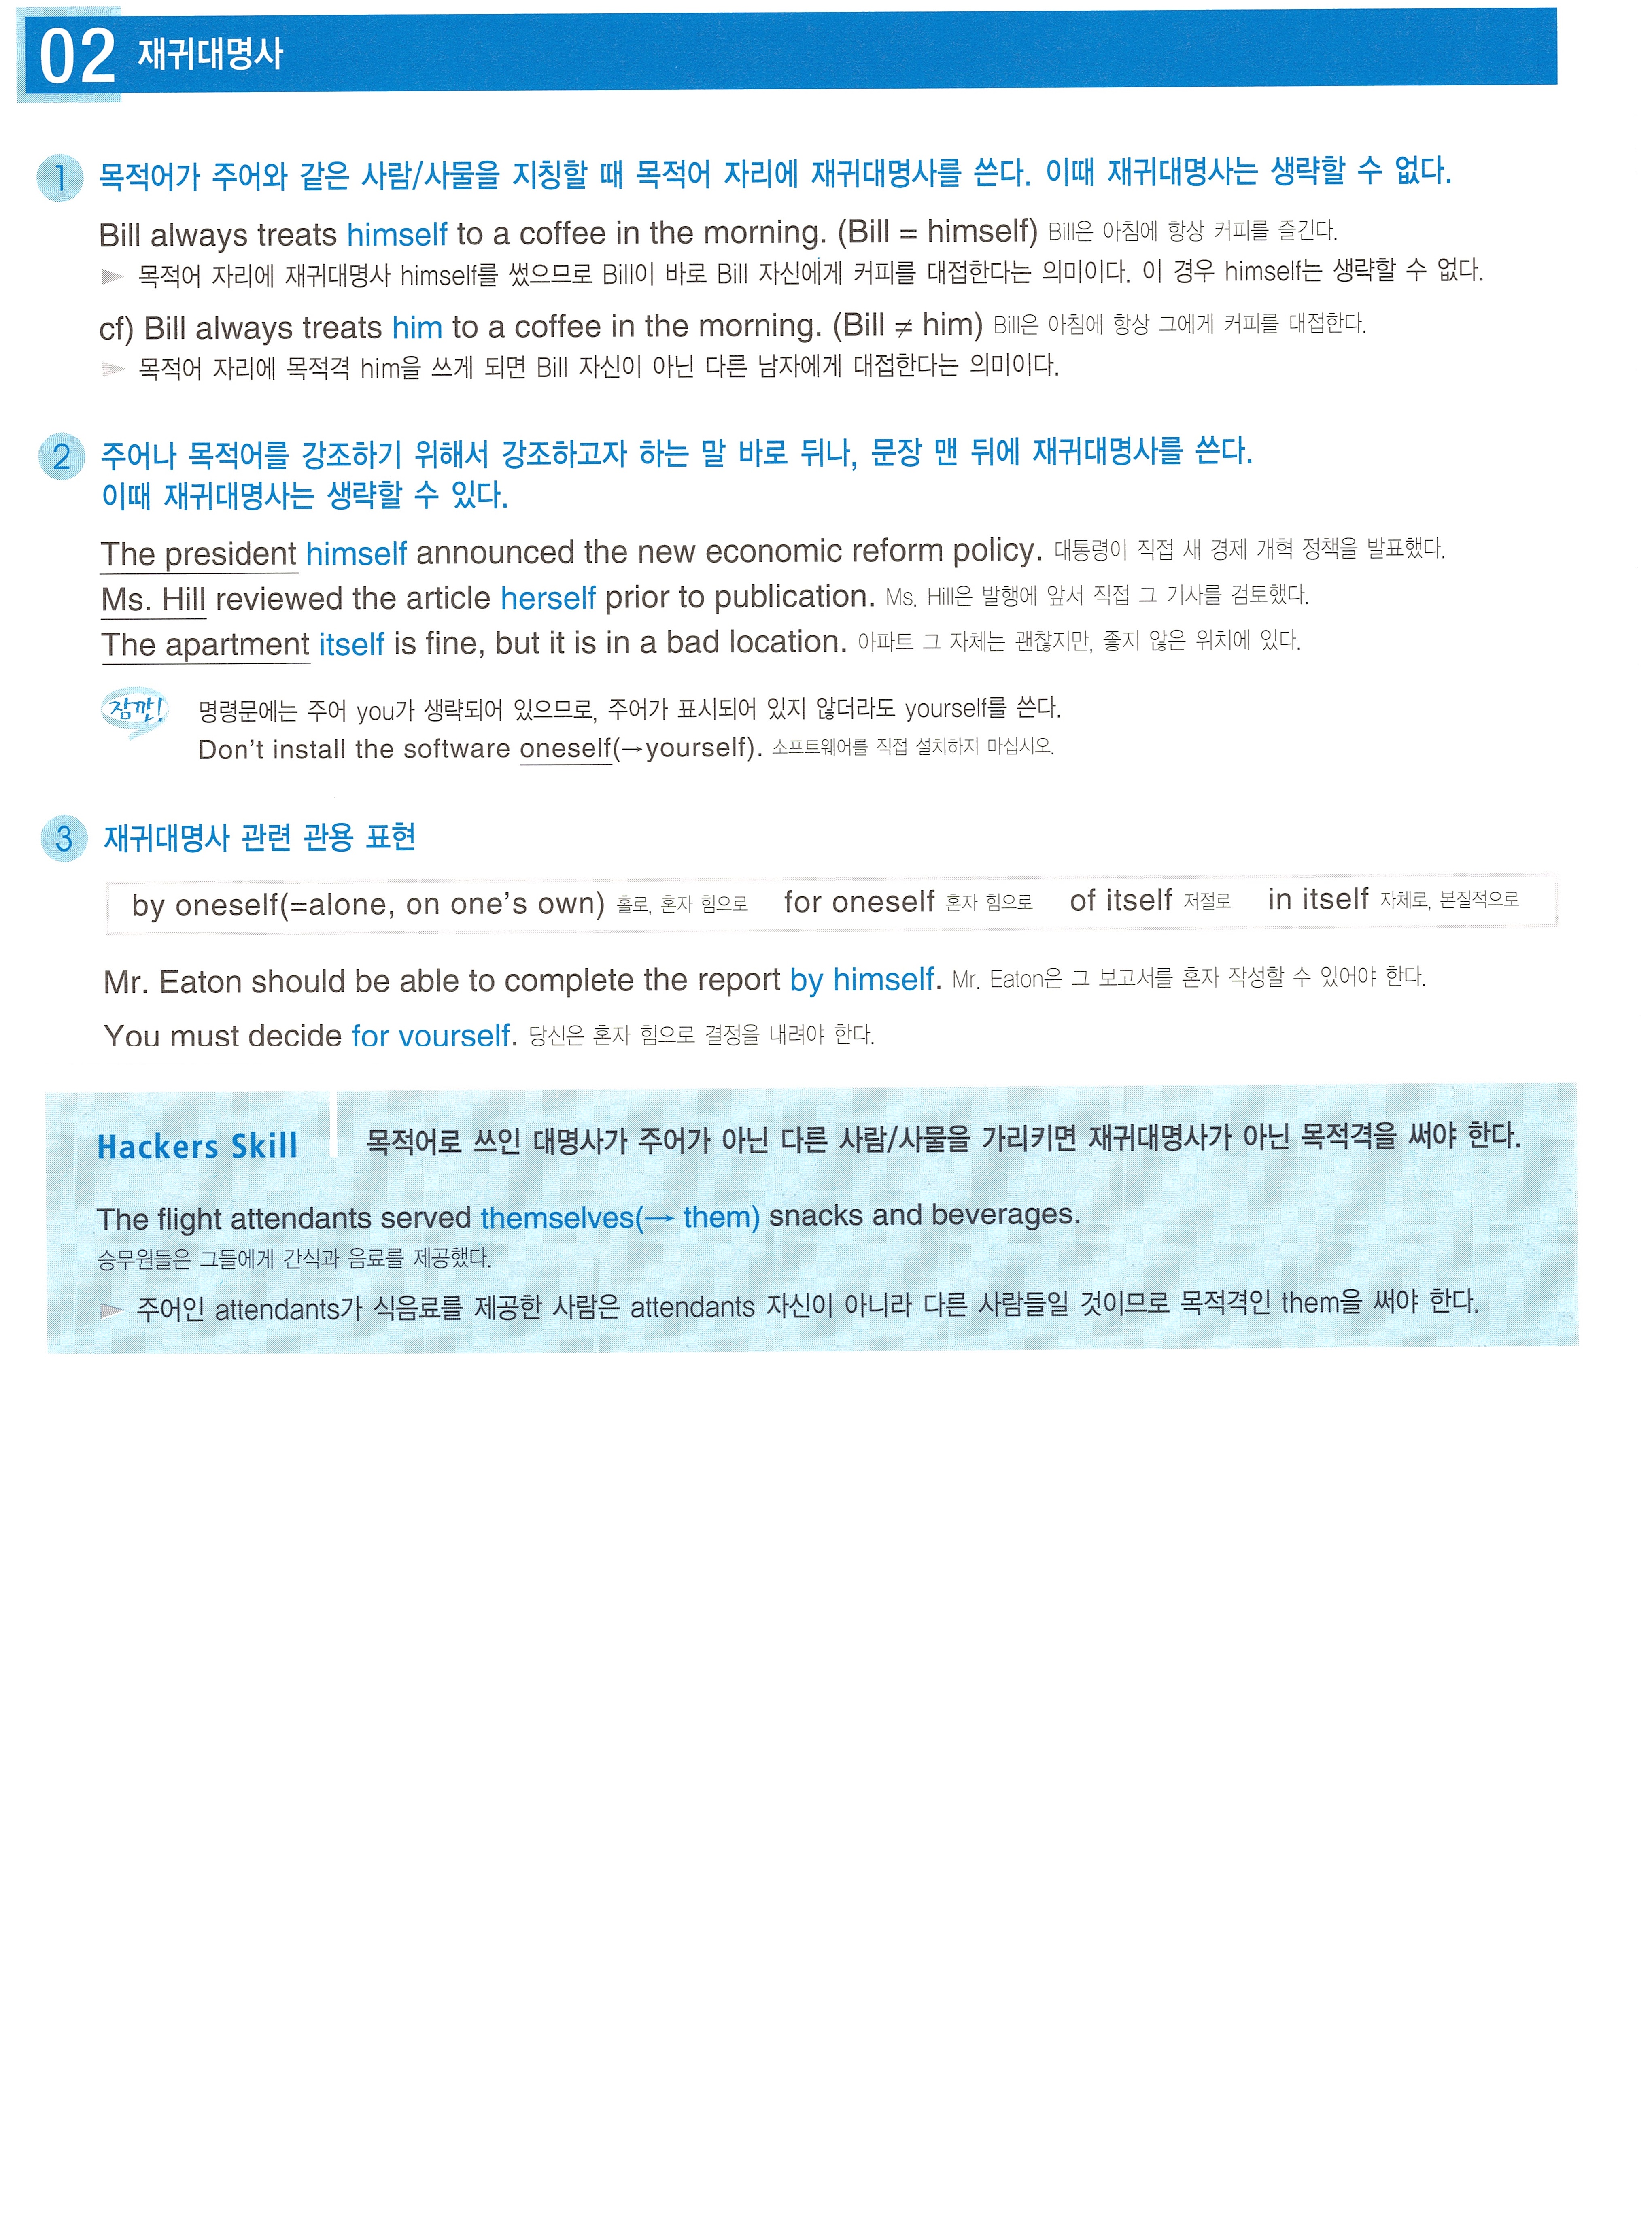 02 재귀대명사
1 목적어가 주어와 같은 사람/사물을 지칭할 때 목적어 자리에 재귀대명사를 쓴다. 이때 재귀대명사는 생략할 수 없다.
Bill always treats himself to a coffee in the morning. (Bill = himself) Bill은 아침에 항상 커피를 즐긴다.
▶ 목적어 자리에 재귀대명사 himself를 썼으므로 Bill이 바로 Bill 자신에게 커피를 대접한다는 의미이다. 이 경우 himself는 생략할 수 없다.
cf) Bill always treats him to a coffee in the morning. (Bill ≠ him) Bill은 아침에 항상 그에게 커피를 대접한다.
▶ 목적어 자리에 목적격 him을 쓰게 되면 Bill 자신이 아닌 다른 남자에게 대접한다는 의미이다.
2 주어나 목적어를 강조하기 위해서 강조하고자 하는 말 바로 뒤나, 문장 맨 뒤에 재귀대명사를 쓴다.
이때 재귀대명사는 생략할 수 있다.
The president himself announced the new economic reform policy. 대통령이 직접 새 경제 개혁 정책을 발표했다.
Ms. Hill reviewed the article herself prior to publication. Ms. Hill은 발행에 앞서 직접 그 기사를 검토했다.
The apartment itself is fine, but it is in a bad location. 아파트 그 자체는 괜찮지만, 좋지 않은 위치에 있다.
잠깐! 명령문에는 주어 you가 생략되어 있으므로, 주어가 표시되어 있지 않더라도 yourself를 쓴다.
Don't install the software oneself(→yourself). 소프트웨어를 직접 설치하지 마십시오.
3 재귀대명사 관련 관용 표현
by oneself(=alone, on one's own) 홀로, 혼자 힘으로 for oneself 혼자 힘으로 of itself 저절로 in itself 자체로, 본질적으로
Mr. Eaton should be able to complete the report by himself. Mr. Eaton은 그 보고서를 혼자 작성할 수 있어야 한다.
You must decide for yourself. 당신은 혼자 힘으로 결정을 내려야 한다.
Hackers Skill 목적어로 쓰인 대명사가 주어가 아닌 다른 사람/사물을 가리키면 재귀대명사가 아닌 목적격을 써야 한다.
The flight attendants served themselves(→ them) snacks and beverages.
승무원들은 그들에게 간식과 음료를 제공했다.
▶ 주어인 attendants가 식음료를 제공한 사람은 attendants 자신이 아니라 다른 사람들일 것이므로 목적격인 them을 써야 한다.